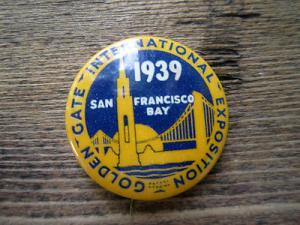 GOLDEN - GATE - INTERNATIONAL - EXPOSITION
1939
SAN FRANCISCO
BAY